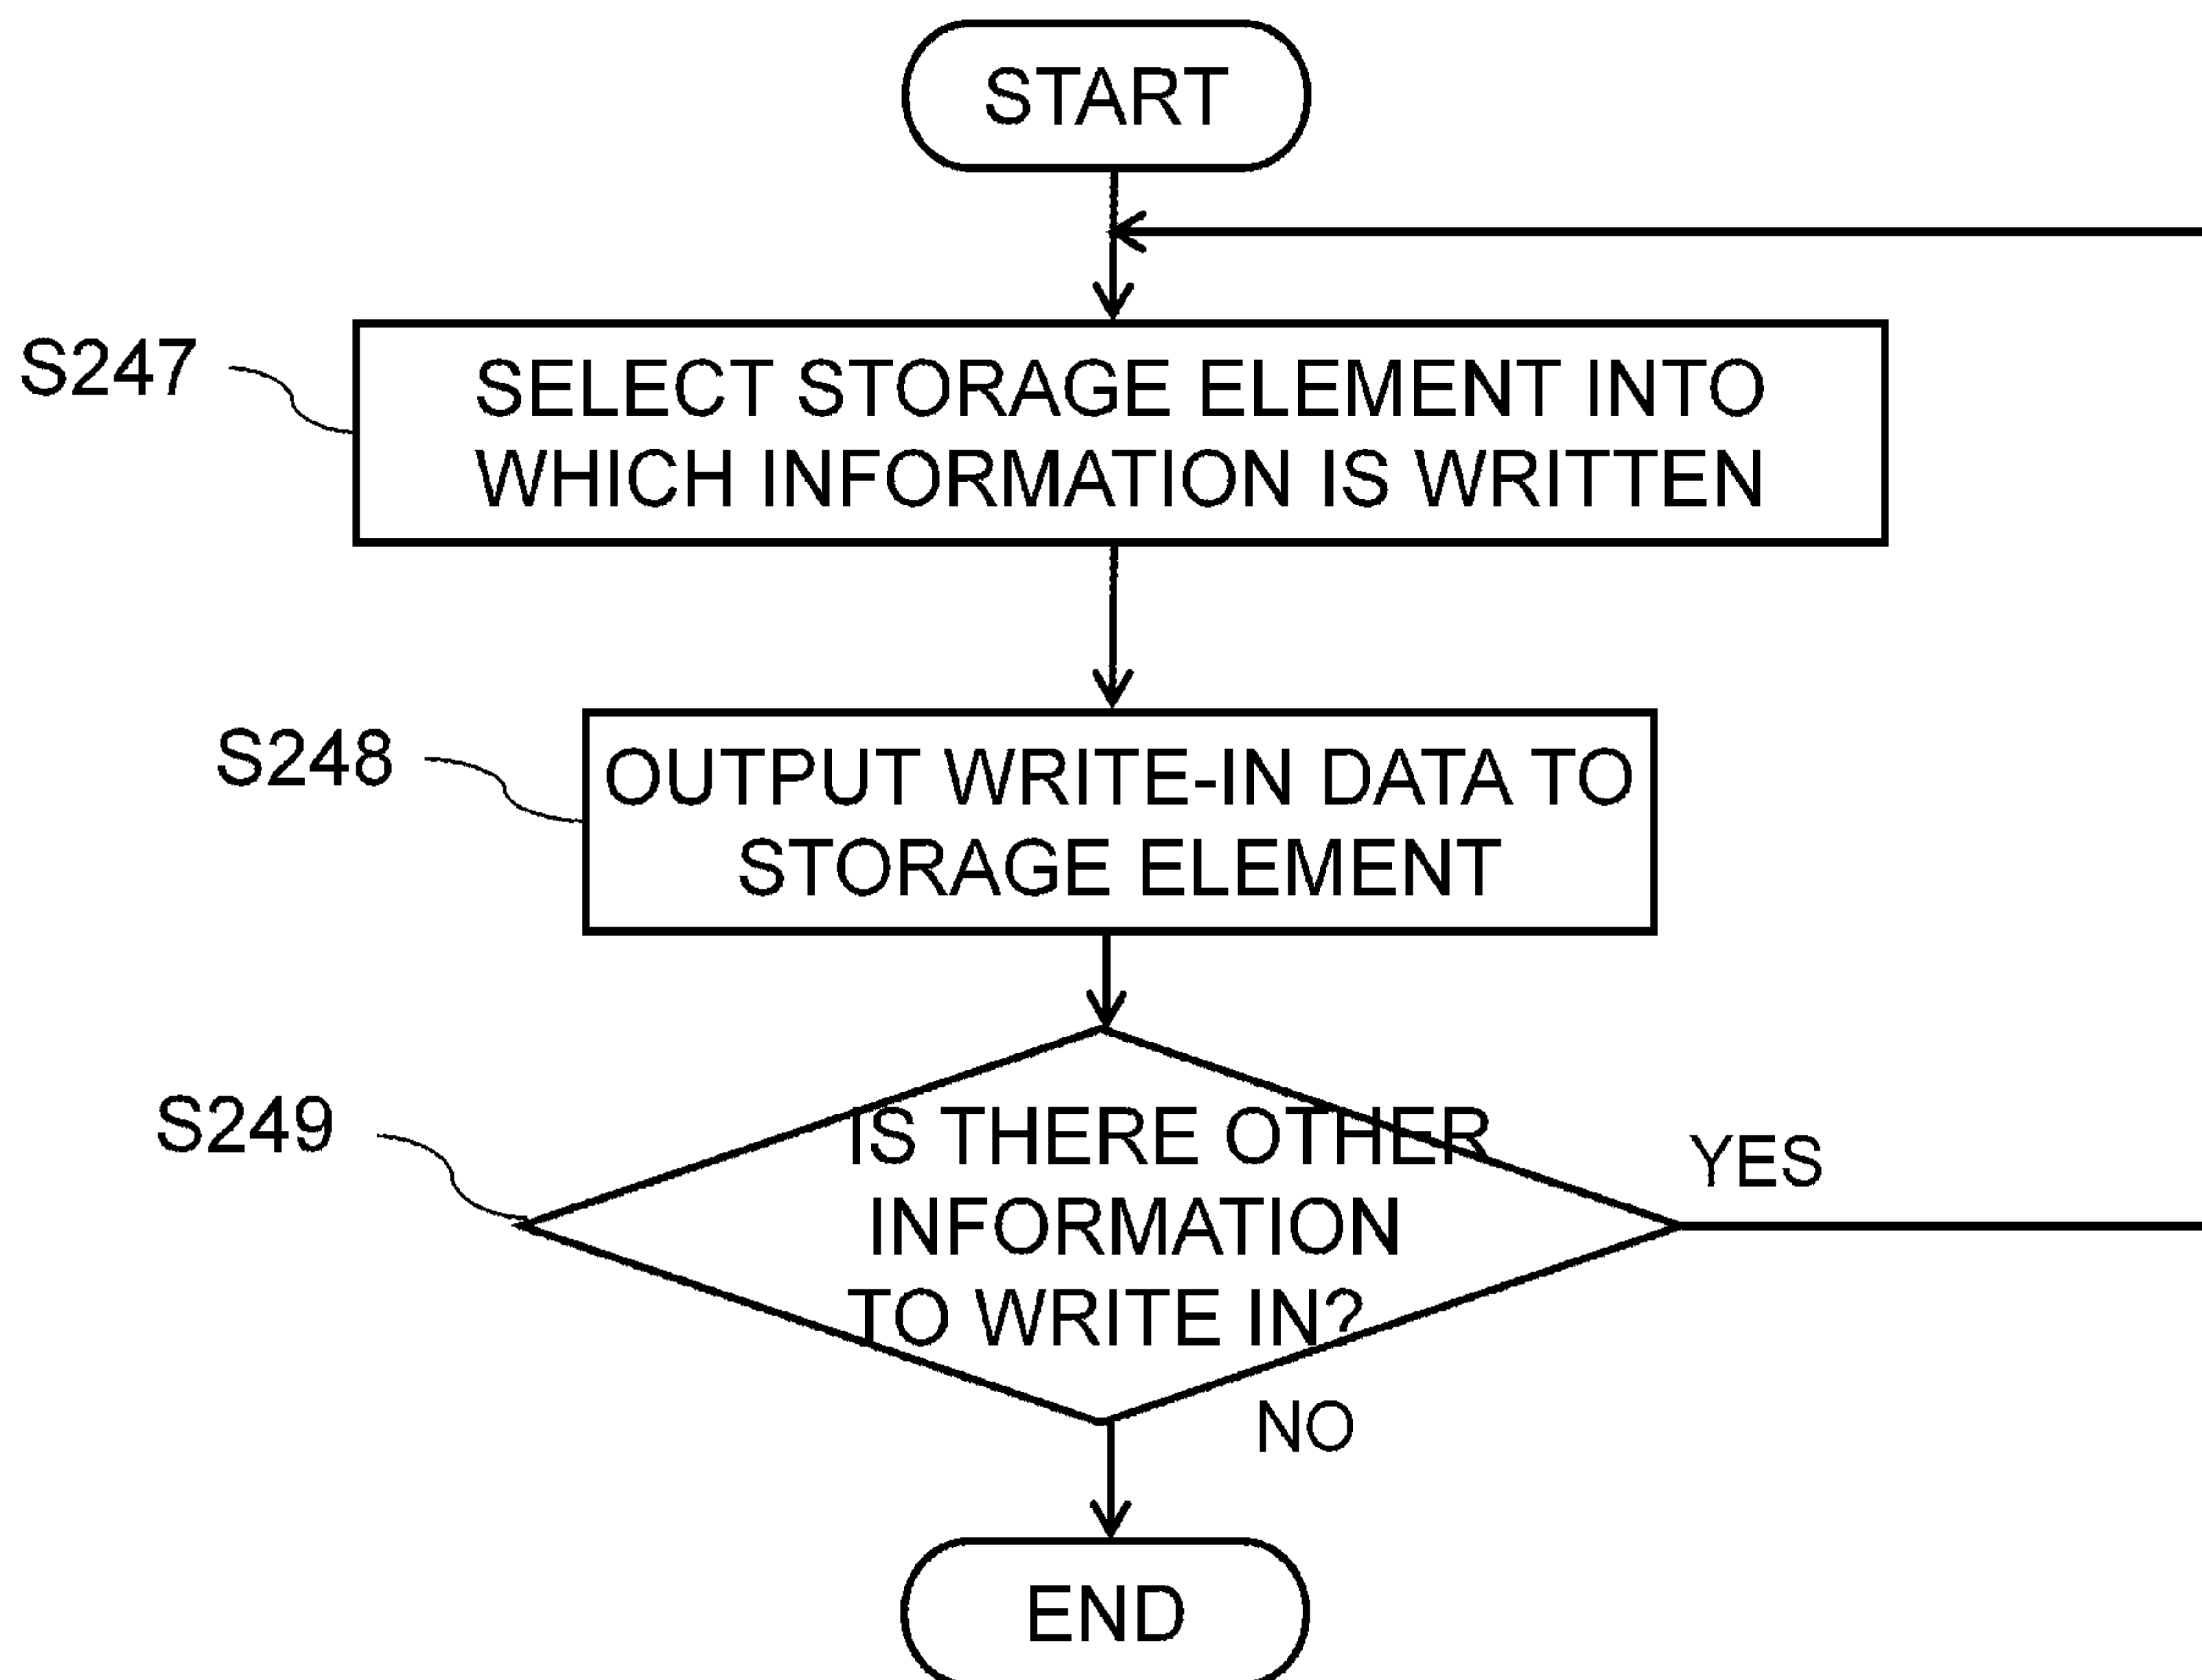 START
S247
SELECT STORAGE ELEMENT INTO
WHICH INFORMATION IS WRITTEN
S248
OUTPUT WRITE-IN DATA TO
STORAGE ELEMENT
S249
IS THERE OTHER
INFORMATION
TO WRITE IN?
YES
NO
END